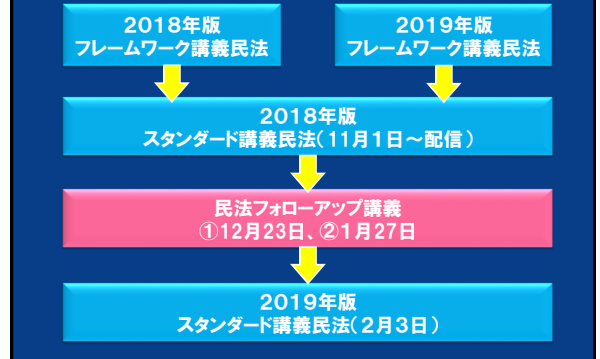 2018年版
フレームワーク講義民法
2019年版
フレームワーク講義民法
2018年版
スタンダード講義民法(11月1日～配信)
民法フォローアップ講義
①12月23日、②1月27日
2019年版
スタンダード講義民法(2月3日)